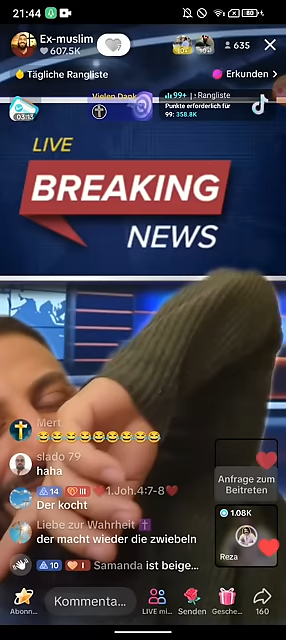 21:44
80
Ex-muslim
607.5K
635
Tägliche Rangliste
Erkunden >
03:13
Vielen Dank
99+ | Rangliste
Punkte erforderlich für
99: 358.8K
LIVE
BREAKING
NEWS
Mert
😂😂😂😂😂😂😂😂😂
slado 79
haha
14 III ❤️1.Joh.4:7-8❤️
Der kocht
Liebe zur Wahrheit ✝️
der macht wieder die zwiebeln
10 I Samanda ist beige...
Anfrage zum
Beitreten
1.08K
Reza
Abonn...
Kommenta...
LIVE mi...
Senden
Gesche...
160